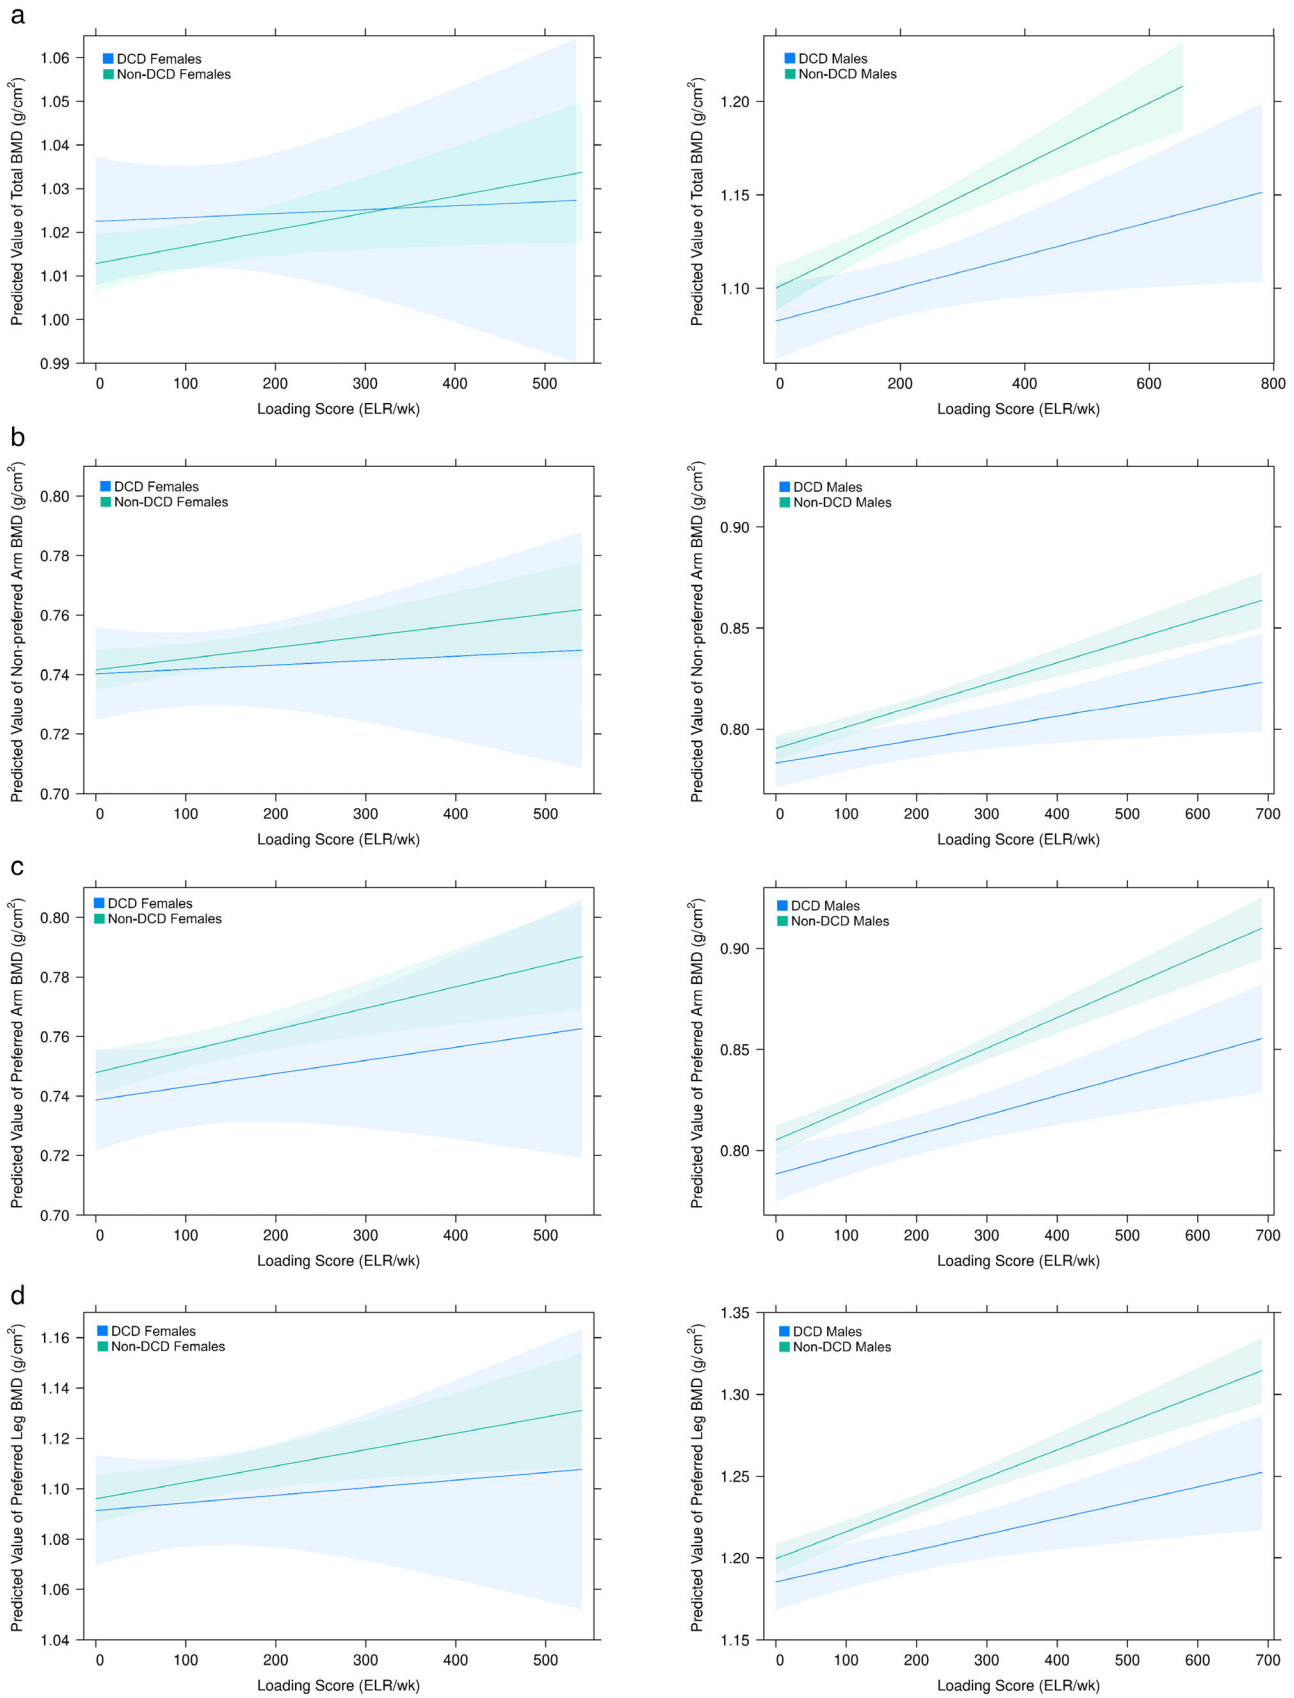 a
Predicted Value of Total BMD (g/cm²)
1.06
1.05
1.04
1.03
1.02
1.01
1.00
0.99
DCD Females
Non-DCD Females
0 100 200 300 400 500
Loading Score (ELR/wk)
Predicted Value of Total BMD (g/cm²)
1.20
1.15
1.10
DCD Males
Non-DCD Males
0 200 400 600 800
Loading Score (ELR/wk)
b
Predicted Value of Non-preferred Arm BMD (g/cm²)
0.80
0.78
0.76
0.74
0.72
0.70
DCD Females
Non-DCD Females
0 100 200 300 400 500
Loading Score (ELR/wk)
Predicted Value of Non-preferred Arm BMD (g/cm²)
0.90
0.85
0.80
DCD Males
Non-DCD Males
0 100 200 300 400 500 600 700
Loading Score (ELR/wk)
c
Predicted Value of Preferred Arm BMD (g/cm²)
0.80
0.78
0.76
0.74
0.72
0.70
DCD Females
Non-DCD Females
0 100 200 300 400 500
Loading Score (ELR/wk)
Predicted Value of Preferred Arm BMD (g/cm²)
0.90
0.85
0.80
DCD Males
Non-DCD Males
0 100 200 300 400 500 600 700
Loading Score (ELR/wk)
d
Predicted Value of Preferred Leg BMD (g/cm²)
1.16
1.14
1.12
1.10
1.08
1.06
1.04
DCD Females
Non-DCD Females
0 100 200 300 400 500
Loading Score (ELR/wk)
Predicted Value of Preferred Leg BMD (g/cm²)
1.35
1.30
1.25
1.20
1.15
DCD Males
Non-DCD Males
0 100 200 300 400 500 600 700
Loading Score (ELR/wk)